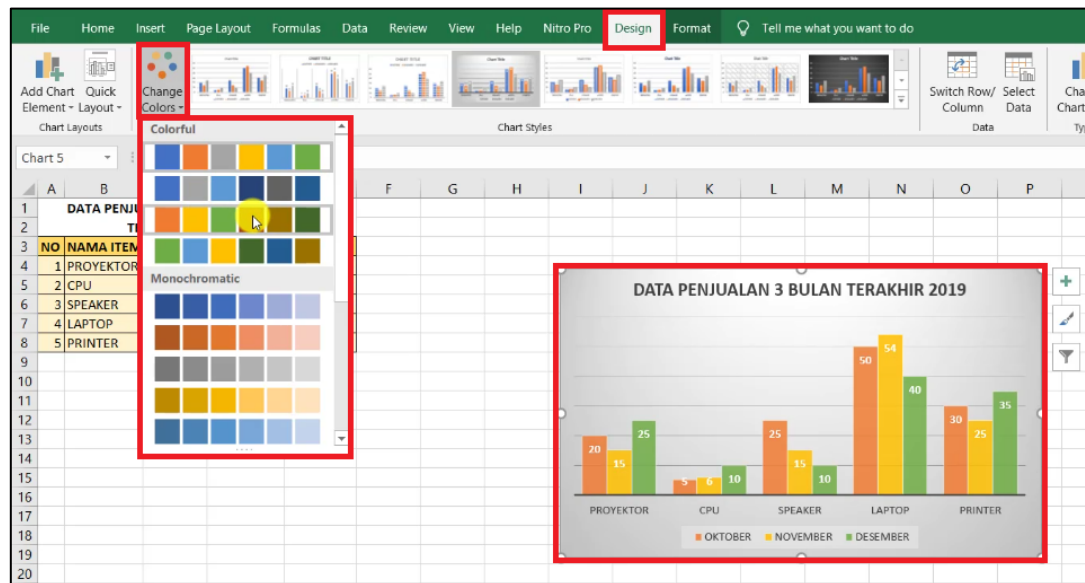 File Home Insert Page Layout Formulas Data Review View Help Nitro Pro Design Format Tell me what you want to do
Add Chart Element
Quick Layout
Change Colors
Switch Row/ Column
Select Data
Chart Layouts
Chart Styles
Data
Colorful
Monochromatic
Chart 5
A B F G H I J K L M N O P
1 DATA PENJU
2
3 NO NAMA ITEM
4 1 PROYEKTOR
5 2 CPU
6 3 SPEAKER
7 4 LAPTOP
8 5 PRINTER
9
10
11
12
13
14
15
16
17
18
19
20
DATA PENJUALAN 3 BULAN TERAKHIR 2019
20 15 25
5 6 10
25 15 10
50 54 40
30 25 35
PROYEKTOR CPU SPEAKER LAPTOP PRINTER
OKTOBER NOVEMBER DESEMBER